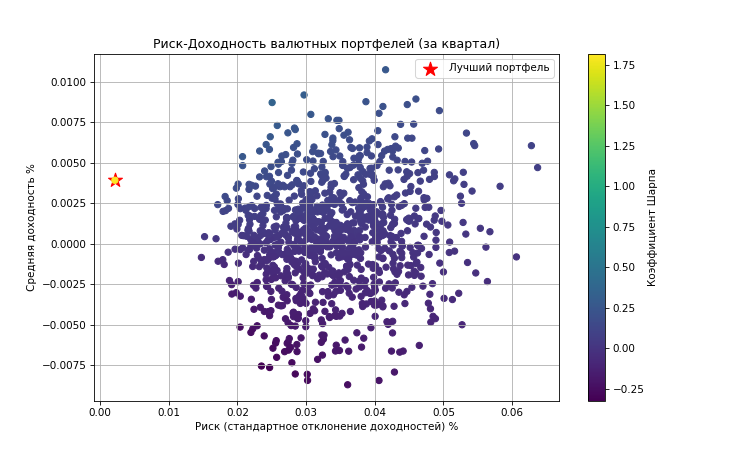 Риск-Доходность валютных портфелей (за квартал)
Лучший портфель
Средняя доходность %
0.0100
0.0075
0.0050
0.0025
0.0000
−0.0025
−0.0050
−0.0075
0.00 0.01 0.02 0.03 0.04 0.05 0.06
Риск (стандартное отклонение доходностей) %
1.75
1.50
1.25
1.00
0.75
0.50
0.25
0.00
−0.25
Коэффициент Шарпа